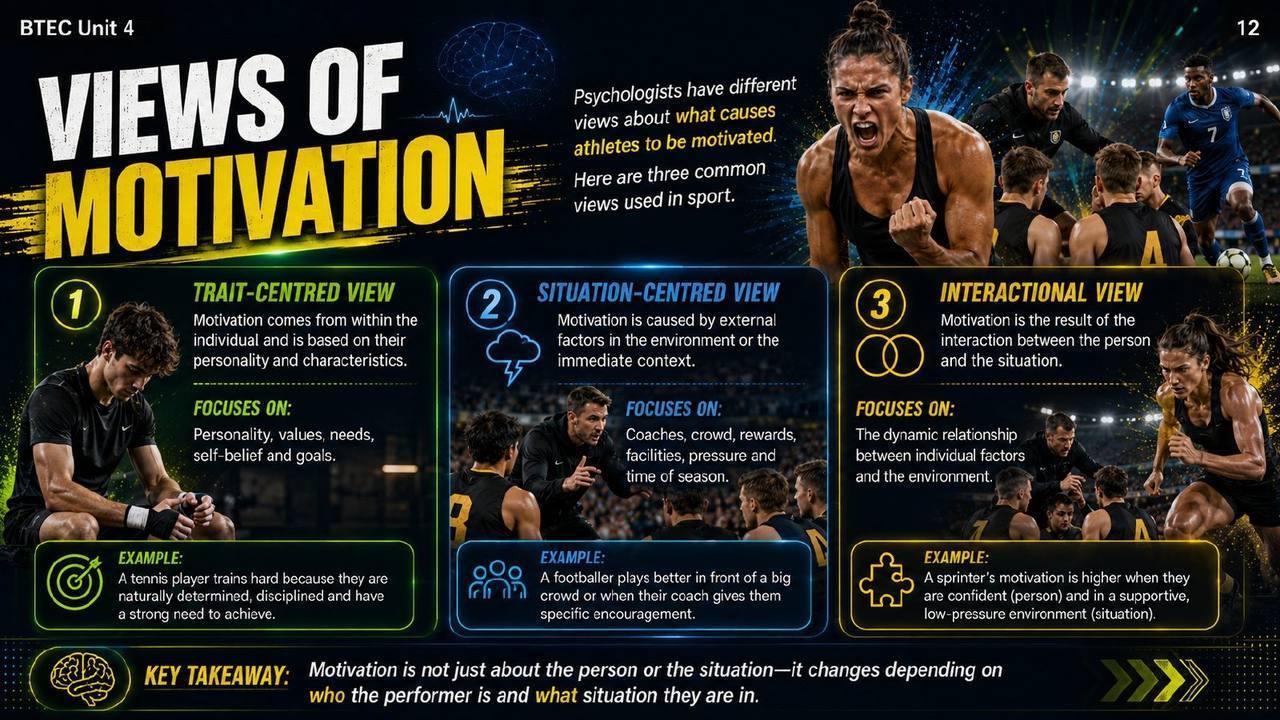 BTEC Unit 4
12
VIEWS OF
MOTIVATION
Psychologists have different
views about what causes
athletes to be motivated.
Here are three common
views used in sport.
7
7
A
1
TRAIT-CENTRED VIEW
Motivation comes from within the
individual and is based on their
personality and characteristics.
FOCUSES ON:
Personality, values, needs,
self-belief and goals.
EXAMPLE:
A tennis player trains hard because they are
naturally determined, disciplined and have
a strong need to achieve.
2
SITUATION-CENTRED VIEW
Motivation is caused by external
factors in the environment or the
immediate context.
FOCUSES ON:
Coaches, crowd, rewards,
facilities, pressure and
time of season.
EXAMPLE:
A footballer plays better in front of a big
crowd or when their coach gives them
specific encouragement.
3
INTERACTIONAL VIEW
Motivation is the result of the
interaction between the person
and the situation.
FOCUSES ON:
The dynamic relationship
between individual factors
and the environment.
7
A
EXAMPLE:
A sprinter's motivation is higher when they
are confident (person) and in a supportive,
low-pressure environment (situation).
KEY TAKEAWAY:
Motivation is not just about the person or the situation—it changes depending on
who the performer is and what situation they are in.